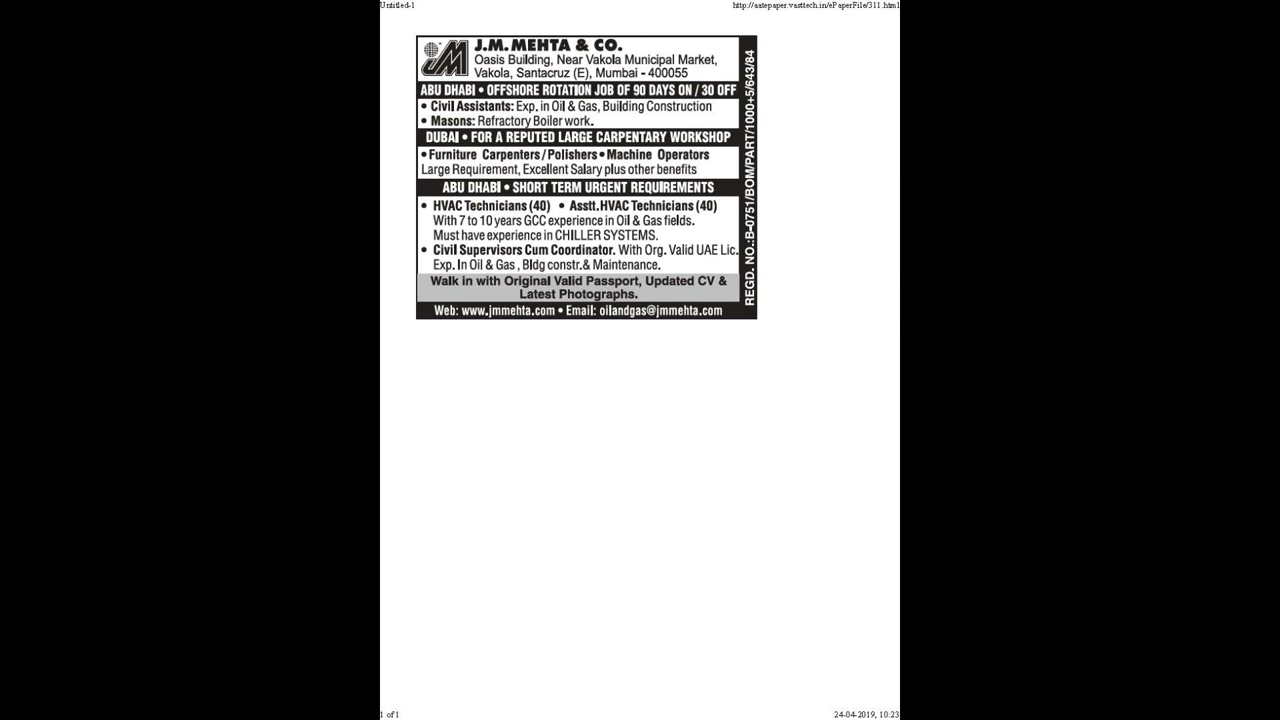 Untitled-1 http://aatepaper.vasttech.in/ePaperFile/311.html
JM
J.M. MEHTA & CO.
Oasis Building, Near Vakola Municipal Market,
Vakola, Santacruz (E), Mumbai - 400055
ABU DHABI • OFFSHORE ROTATION JOB OF 90 DAYS ON / 30 OFF
• Civil Assistants: Exp. in Oil & Gas, Building Construction
• Masons: Refractory Boiler work.
DUBAI • FOR A REPUTED LARGE CARPENTARY WORKSHOP
• Furniture Carpenters / Polishers • Machine Operators
Large Requirement, Excellent Salary plus other benefits
ABU DHABI • SHORT TERM URGENT REQUIREMENTS
• HVAC Technicians (40) • Asstt. HVAC Technicians (40)
With 7 to 10 years GCC experience in Oil & Gas fields.
Must have experience in CHILLER SYSTEMS.
• Civil Supervisors Cum Coordinator. With Org. Valid UAE Lic.
Exp. In Oil & Gas , Bldg constr.& Maintenance.
Walk in with Original Valid Passport, Updated CV &
Latest Photographs.
Web: www.jmmehta.com • Email: oilandgas@jmmehta.com
REGD. NO.:B-0751/BOM/PART/1000+5/643/84
1 of 1 24-04-2019, 10:23